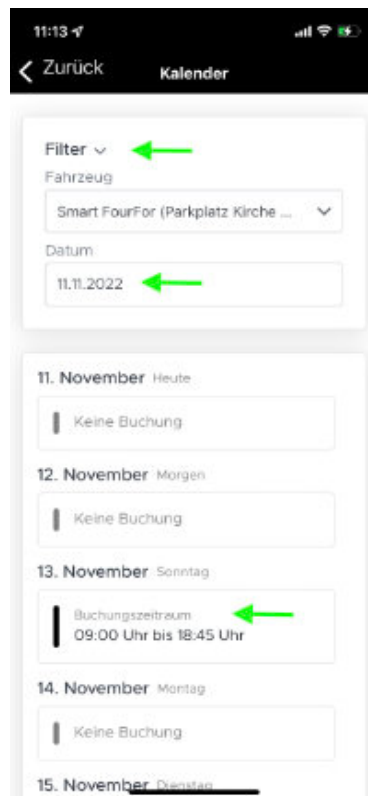 11:13
Zurück
Kalender
Filter
Fahrzeug
Smart FourFor (Parkplatz Kirche ...
Datum
11.11.2022
11. November Heute
Keine Buchung
12. November Morgen
Keine Buchung
13. November Sonntag
Buchungszeitraum
09:00 Uhr bis 18:45 Uhr
14. November Montag
Keine Buchung
15. November Dienstag